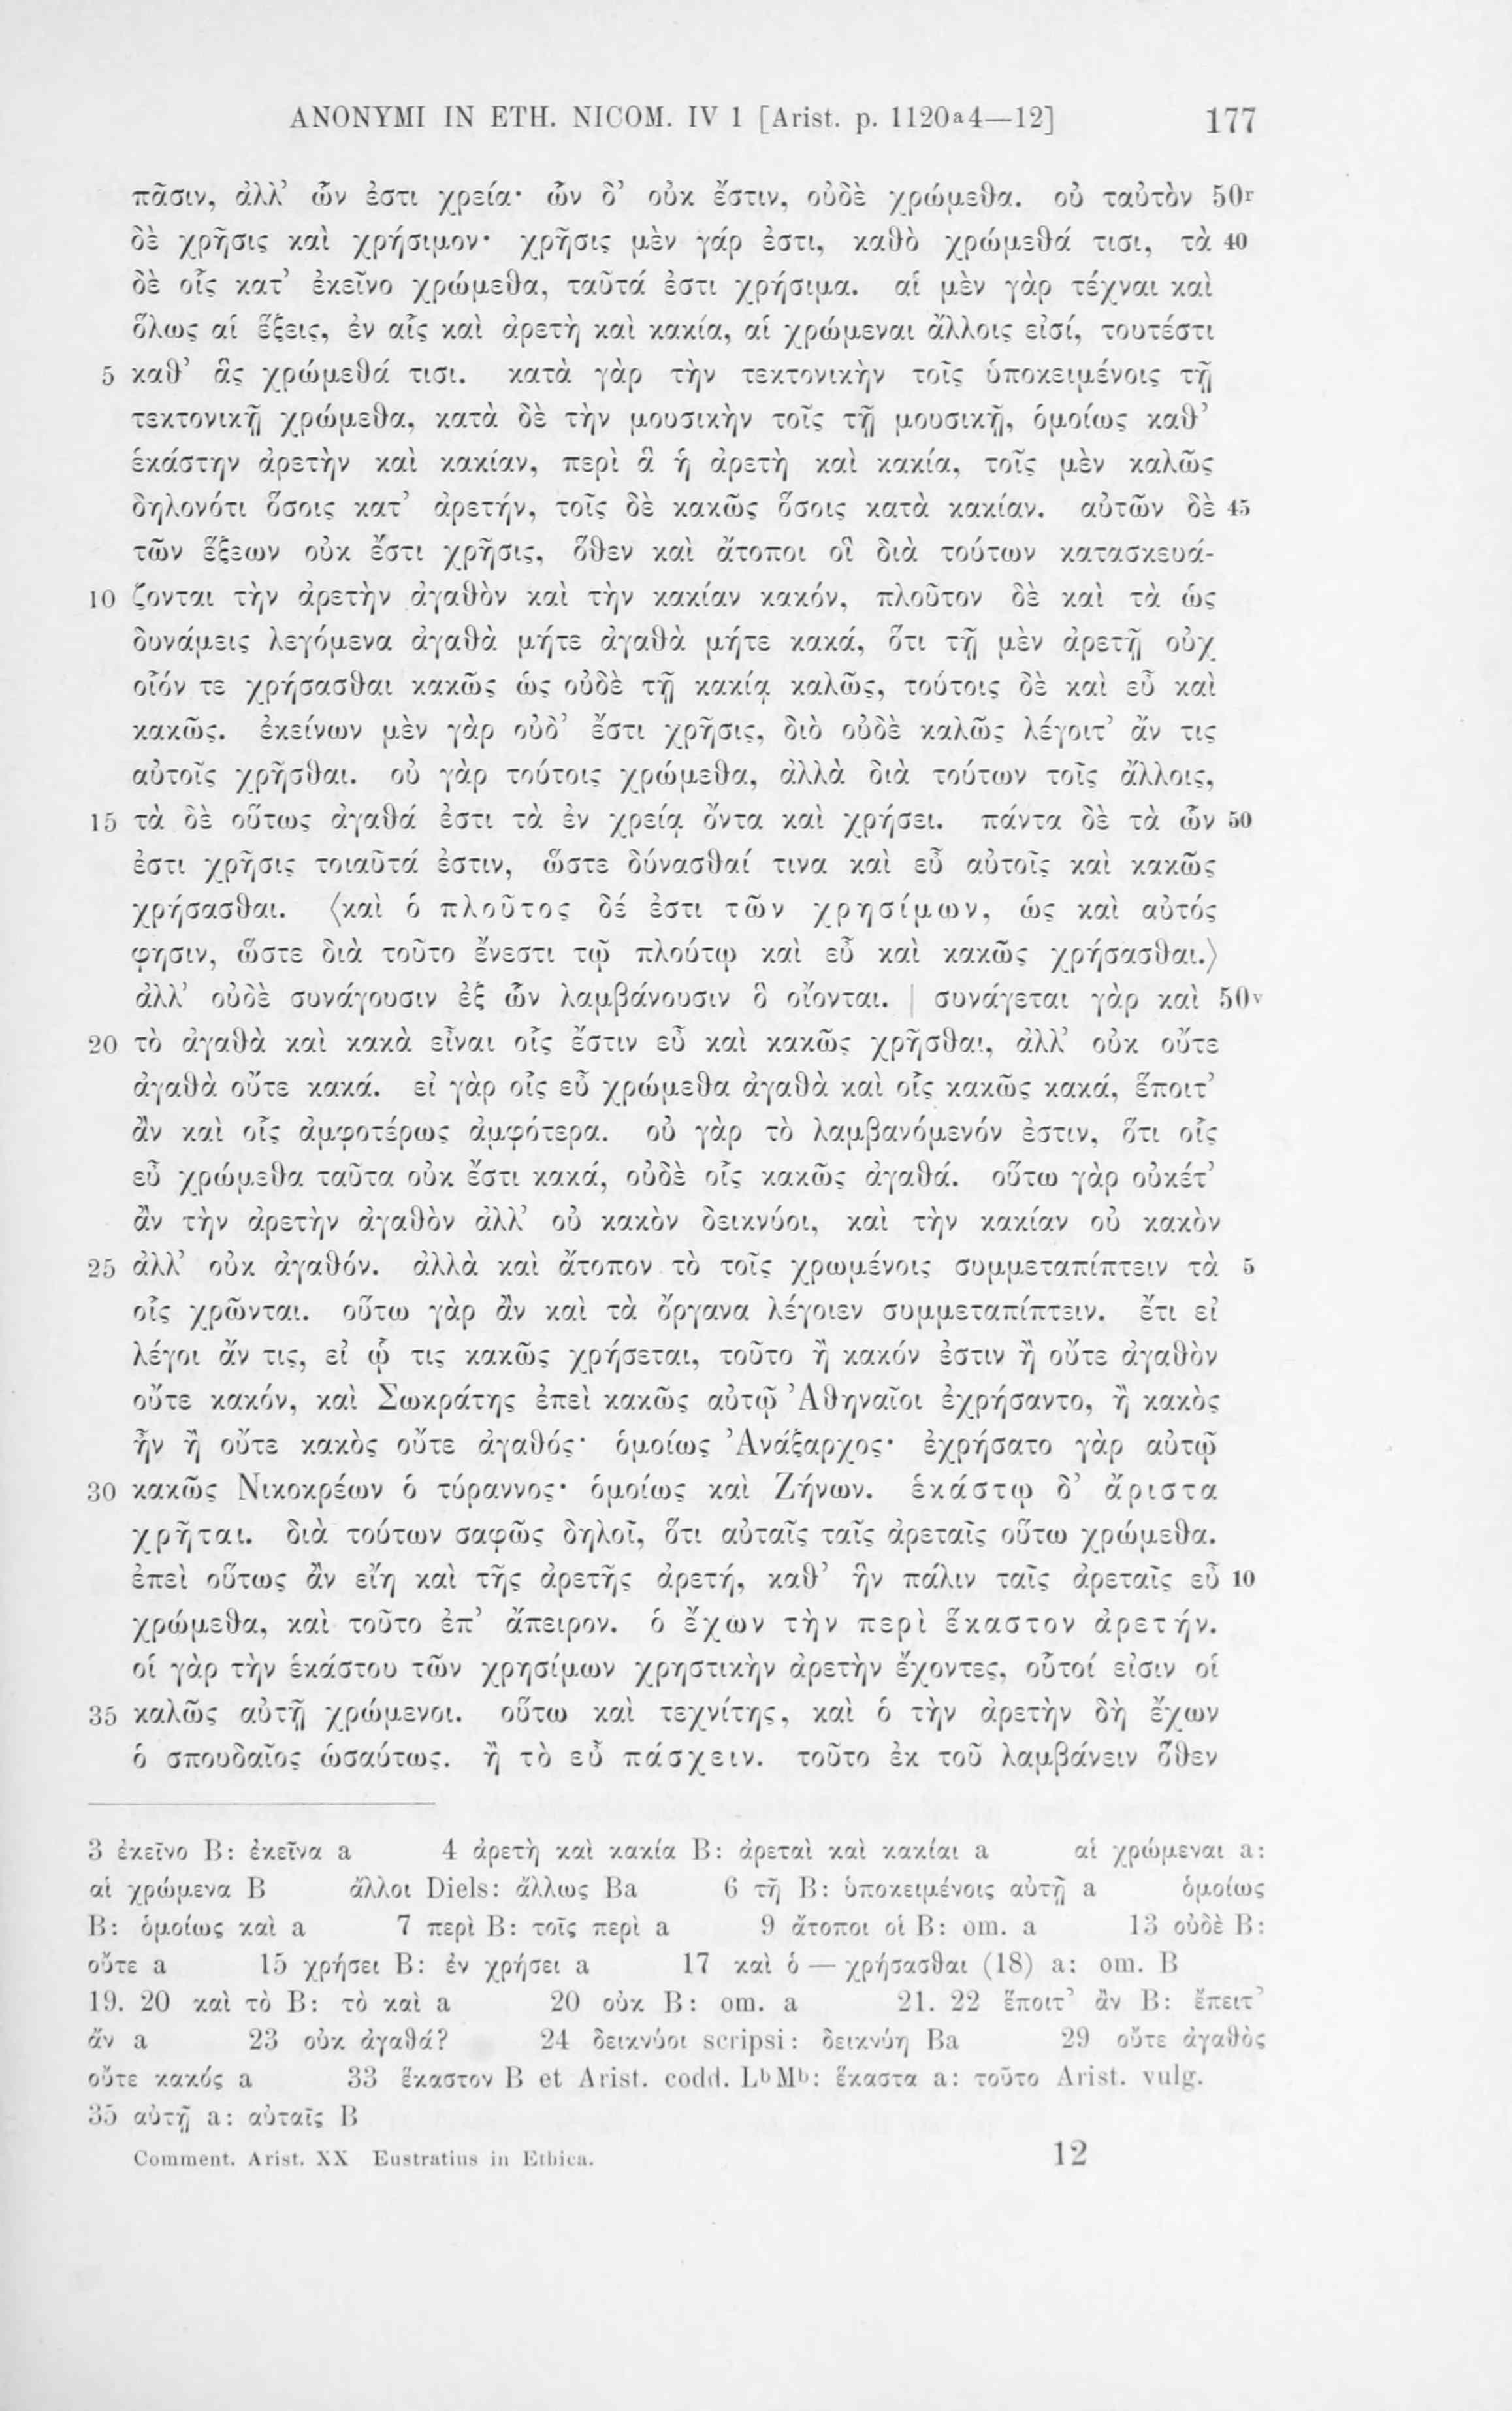 ANONYMI IN ETH. NICOM. IV 1 [Arist. p. 1120a4—12] 177
πᾶσιν, ἀλλ’ ὧν ἐστι χρεία· ὧν δ’ οὐκ ἔστιν, οὐδὲ χρώμεθα. οὐ ταὐτὸν 50r
δὲ χρῆσις καὶ χρήσιμον· χρῆσις μὲν γάρ ἐστι, καθὸ χρώμεθά τισι, τὰ 40
δὲ οἷς κατ’ ἐκεῖνο χρώμεθα, ταῦτά ἐστι χρήσιμα. αἱ μὲν γὰρ τέχναι καὶ
ὅλως αἱ ἕξεις, ἐν αἷς καὶ ἀρετὴ καὶ κακία, αἱ χρώμεναι ἄλλοις εἰσί, τουτέστι
5 καθ’ ἃς χρώμεθά τισι. κατὰ γὰρ τὴν τεκτονικὴν τοῖς ὑποκειμένοις τῇ
τεκτονικῇ χρώμεθα, κατὰ δὲ τὴν μουσικὴν τοῖς τῇ μουσικῇ, ὁμοίως καθ’
ἑκάστην ἀρετὴν καὶ κακίαν, περὶ ἃ ἡ ἀρετὴ καὶ κακία, τοῖς μὲν καλῶς
δηλονότι ὅσοις κατ’ ἀρετήν, τοῖς δὲ κακῶς ὅσοις κατὰ κακίαν. αὐτῶν δὲ 45
τῶν ἕξεων οὐκ ἔστι χρῆσις, ὅθεν καὶ ἄτοποι οἳ διὰ τούτων κατασκευά-
10 ζονται τὴν ἀρετὴν ἀγαθὸν καὶ τὴν κακίαν κακόν, πλοῦτον δὲ καὶ τὰ ὡς
δυνάμεις λεγόμενα ἀγαθὰ μήτε ἀγαθὰ μήτε κακά, ὅτι τῇ μὲν ἀρετῇ οὐχ
οἷόν τε χρήσασθαι κακῶς ὡς οὐδὲ τῇ κακίᾳ καλῶς, τούτοις δὲ καὶ εὖ καὶ
κακῶς. ἐκείνων μὲν γὰρ οὐδ’ ἔστι χρῆσις, διὸ οὐδὲ καλῶς λέγοιτ’ ἄν τις
αὐτοῖς χρῆσθαι. οὐ γὰρ τούτοις χρώμεθα, ἀλλὰ διὰ τούτων τοῖς ἄλλοις,
15 τὰ δὲ οὕτως ἀγαθά ἐστι τὰ ἐν χρείᾳ ὄντα καὶ χρήσει. πάντα δὲ τὰ ὧν 50
ἐστι χρῆσις τοιαῦτά ἐστιν, ὥστε δύνασθαί τινα καὶ εὖ αὐτοῖς καὶ κακῶς
χρήσασθαι. ⟨καὶ ὁ πλοῦτος δέ ἐστι τῶν χρησίμων, ὡς καὶ αὐτός
φησιν, ὥστε διὰ τοῦτο ἔνεστι τῷ πλούτῳ καὶ εὖ καὶ κακῶς χρήσασθαι.⟩
ἀλλ’ οὐδὲ συνάγουσιν ἐξ ὧν λαμβάνουσιν ὃ οἴονται. | συνάγεται γὰρ καὶ 50v
20 τὸ ἀγαθὰ καὶ κακὰ εἶναι οἷς ἔστιν εὖ καὶ κακῶς χρῆσθαι, ἀλλ’ οὐκ οὔτε
ἀγαθὰ οὔτε κακά. εἰ γὰρ οἷς εὖ χρώμεθα ἀγαθὰ καὶ οἷς κακῶς κακά, ἕποιτ’
ἂν καὶ οἷς ἀμφοτέρως ἀμφότερα. οὐ γὰρ τὸ λαμβανόμενόν ἐστιν, ὅτι οἷς
εὖ χρώμεθα ταῦτα οὐκ ἔστι κακά, οὐδὲ οἷς κακῶς ἀγαθά. οὕτω γὰρ οὐκέτ’
ἂν τὴν ἀρετὴν ἀγαθὸν ἀλλ’ οὐ κακὸν δεικνύοι, καὶ τὴν κακίαν οὐ κακὸν
25 ἀλλ’ οὐκ ἀγαθόν. ἀλλὰ καὶ ἄτοπον τὸ τοῖς χρωμένοις συμμεταπίπτειν τὰ 5
οἷς χρῶνται. οὕτω γὰρ ἂν καὶ τὰ ὄργανα λέγοιεν συμμεταπίπτειν. ἔτι εἰ
λέγοι ἄν τις, εἰ ᾧ τις κακῶς χρήσεται, τοῦτο ἢ κακόν ἐστιν ἢ οὔτε ἀγαθὸν
οὔτε κακόν, καὶ Σωκράτης ἐπεὶ κακῶς αὐτῷ Ἀθηναῖοι ἐχρήσαντο, ἢ κακὸς
ἦν ἢ οὔτε κακὸς οὔτε ἀγαθός· ὁμοίως Ἀνάξαρχος· ἐχρήσατο γὰρ αὐτῷ
30 κακῶς Νικοκρέων ὁ τύραννος· ὁμοίως καὶ Ζήνων. ἑκάστῳ δ’ ἄριστα
χρῆται. διὰ τούτων σαφῶς δηλοῖ, ὅτι αὐταῖς ταῖς ἀρεταῖς οὕτω χρώμεθα.
ἐπεὶ οὕτως ἂν εἴη καὶ τῆς ἀρετῆς ἀρετή, καθ’ ἣν πάλιν ταῖς ἀρεταῖς εὖ 10
χρώμεθα, καὶ τοῦτο ἐπ’ ἄπειρον. ὁ ἔχων τὴν περὶ ἕκαστον ἀρετήν.
οἱ γὰρ τὴν ἑκάστου τῶν χρησίμων χρηστικὴν ἀρετὴν ἔχοντες, οὗτοί εἰσιν οἱ
35 καλῶς αὐτῇ χρώμενοι. οὕτω καὶ τεχνίτης, καὶ ὁ τὴν ἀρετὴν δὴ ἔχων
ὁ σπουδαῖος ὡσαύτως. ἢ τὸ εὖ πάσχειν. τοῦτο ἐκ τοῦ λαμβάνειν ὅθεν
3 ἐκεῖνο B: ἐκεῖνα a 4 ἀρετὴ καὶ κακία B: ἀρεταὶ καὶ κακίαι a αἱ χρώμεναι a:
αἱ χρώμενα B ἄλλοι Diels: ἄλλως Ba 6 τῇ B: ὑποκειμένοις αὐτῇ a ὁμοίως
B: ὁμοίως καὶ a 7 περὶ B: τοῖς περὶ a 9 ἄτοποι οἱ B: om. a 13 οὐδὲ B:
οὔτε a 15 χρήσει B: ἐν χρήσει a 17 καὶ ὁ — χρήσασθαι (18) a: om. B
19. 20 καὶ τὸ B: τὸ καὶ a 20 οὐκ B: om. a 21. 22 ἕποιτ’ ἂν B: ἔπειτ’
ἄν a 23 οὐκ ἀγαθά? 24 δεικνύοι scripsi: δεικνύη Ba 29 οὔτε ἀγαθὸς
οὔτε κακός a 33 ἕκαστον B et Arist. codd. LbMb: ἕκαστα a: τοῦτο Arist. vulg.
35 αὐτῇ a: αὐταῖς B
Comment. Arist. XX Eustratius in Ethica. 12